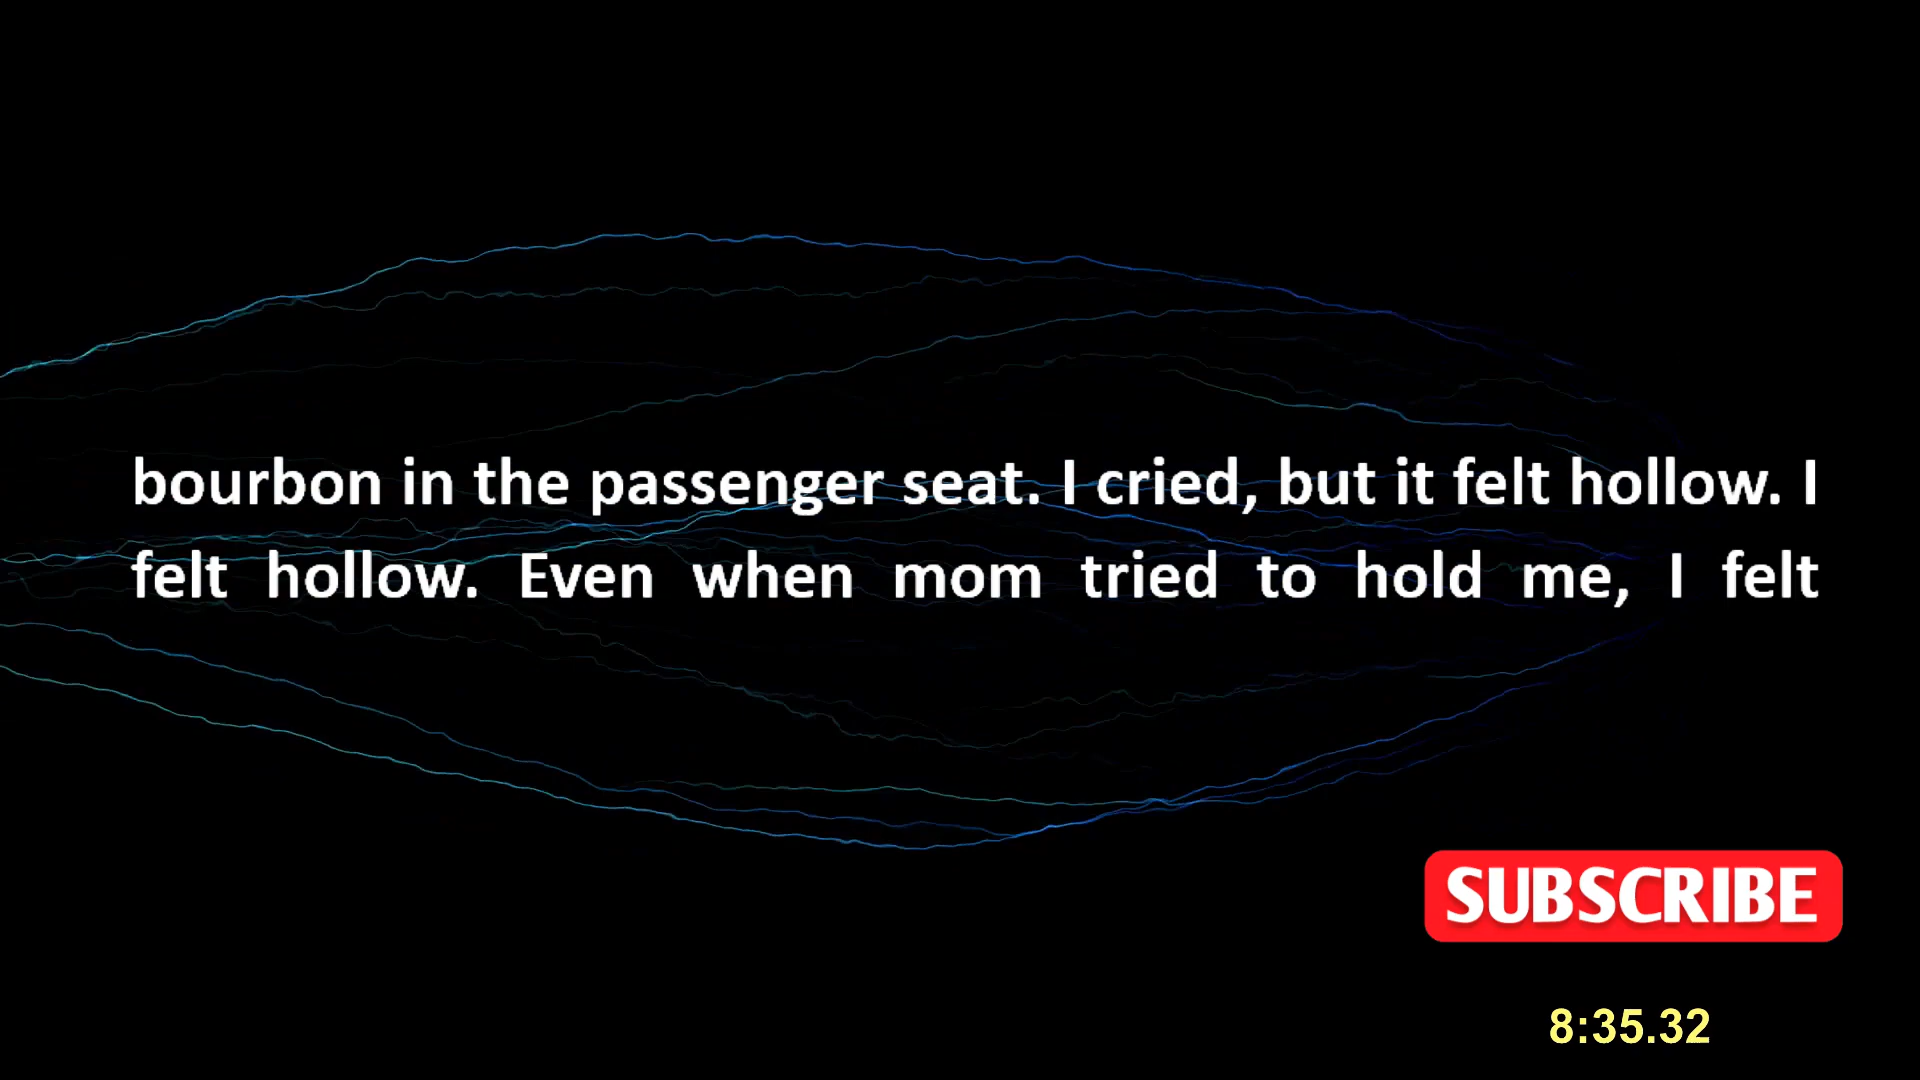 bourbon in the passenger seat. I cried, but it felt hollow. I
felt hollow. Even when mom tried to hold me, I felt
SUBSCRIBE
8:35.32